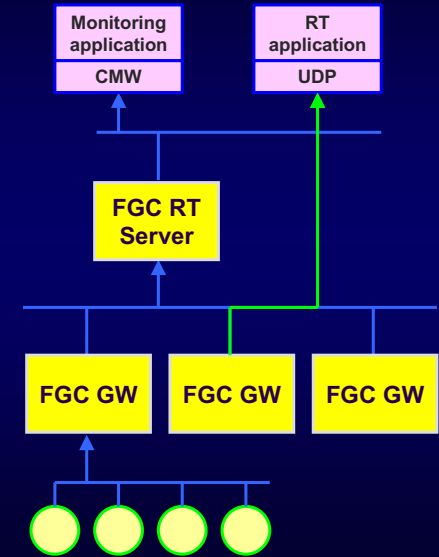 Monitoring
application
CMW
RT
application
UDP
FGC RT
Server
FGC GW
FGC GW
FGC GW